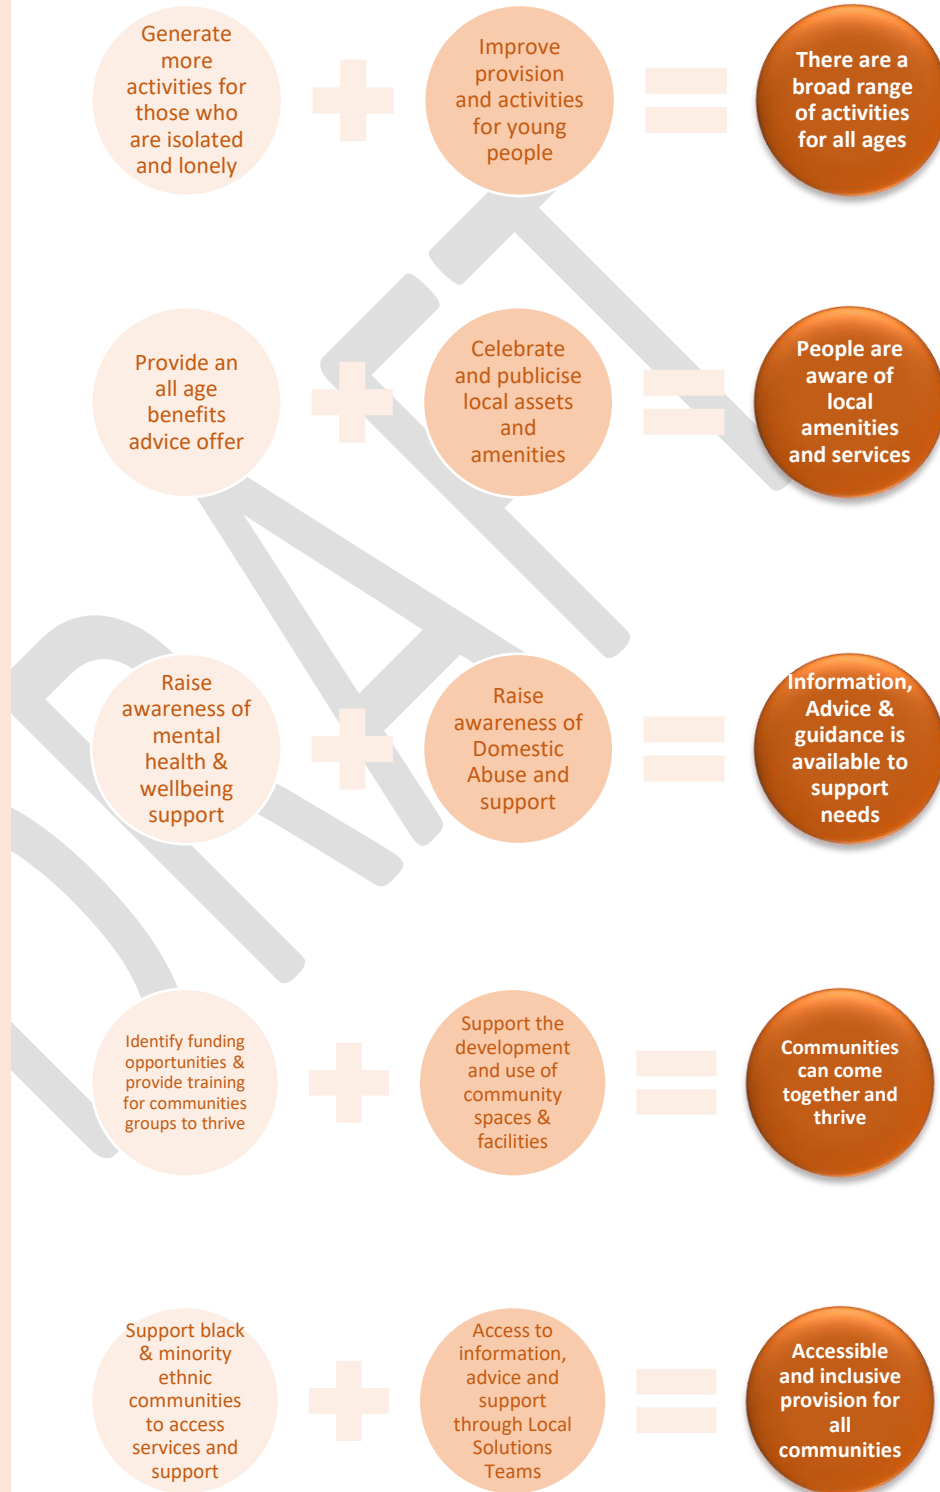 Generate
more
activities for
those who
are isolated
and lonely
Improve
provision
and activities
for young
people
There are a
broad range
of activities
for all ages
Provide an
all age
benefits
advice offer
Celebrate
and publicise
local assets
and
amenities
People are
aware of
local
amenities
and services
Raise
awareness of
mental
health &
wellbeing
support
Raise
awareness of
Domestic
Abuse and
support
Information,
Advice &
guidance is
available to
support
needs
Identify funding
opportunities &
provide training
for communities
groups to thrive
Support the
development
and use of
community
spaces &
facilities
Communities
can come
together and
thrive
Support black
& minority
ethnic
communities
to access
services and
support
Access to
information,
advice and
support
through Local
Solutions
Teams
Accessible
and inclusive
provision for
all
communities
DRAFT